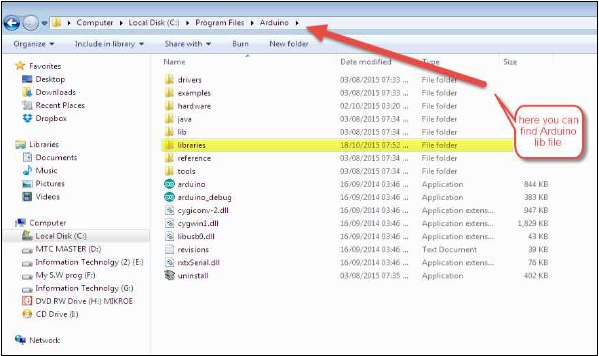 Computer ▸ Local Disk (C:) ▸ Program Files ▸ Arduino ▸
Organize ▾ Include in library ▾ Share with ▾ Burn New folder
Name Date modified Type Size
Favorites
Desktop
Downloads
Recent Places
Dropbox
Libraries
Documents
Music
Pictures
Videos
Computer
Local Disk (C:)
MTC MASTER (D:)
Information Technolgy (2) (E:)
My S.W prog (F:)
Information Technolgy (G:)
DVD RW Drive (H:) MIKROE
CD Drive (I:)
Network
drivers 03/08/2015 07:33 ... File folder
examples 03/08/2015 07:33 ... File folder
hardware 02/10/2015 03:20 ... File folder
java 03/08/2015 07:34 ... File folder
lib 03/08/2015 07:34 ... File folder
libraries 18/10/2015 07:52 ... File folder
reference 03/08/2015 07:34 ... File folder
tools 03/08/2015 07:34 ... File folder
arduino 16/09/2014 03:46 ... Application 844 KB
arduino_debug 16/09/2014 03:46 ... Application 383 KB
cygiconv-2.dll 16/09/2014 03:46 ... Application extens... 947 KB
cygwin1.dll 16/09/2014 03:46 ... Application extens... 1,829 KB
libusb0.dll 16/09/2014 03:46 ... Application extens... 43 KB
revisions 16/09/2014 03:46 ... Text Document 39 KB
rxtxSerial.dll 16/09/2014 03:46 ... Application extens... 76 KB
uninstall 03/08/2015 07:35 ... Application 402 KB
here you can
find Arduino
lib file